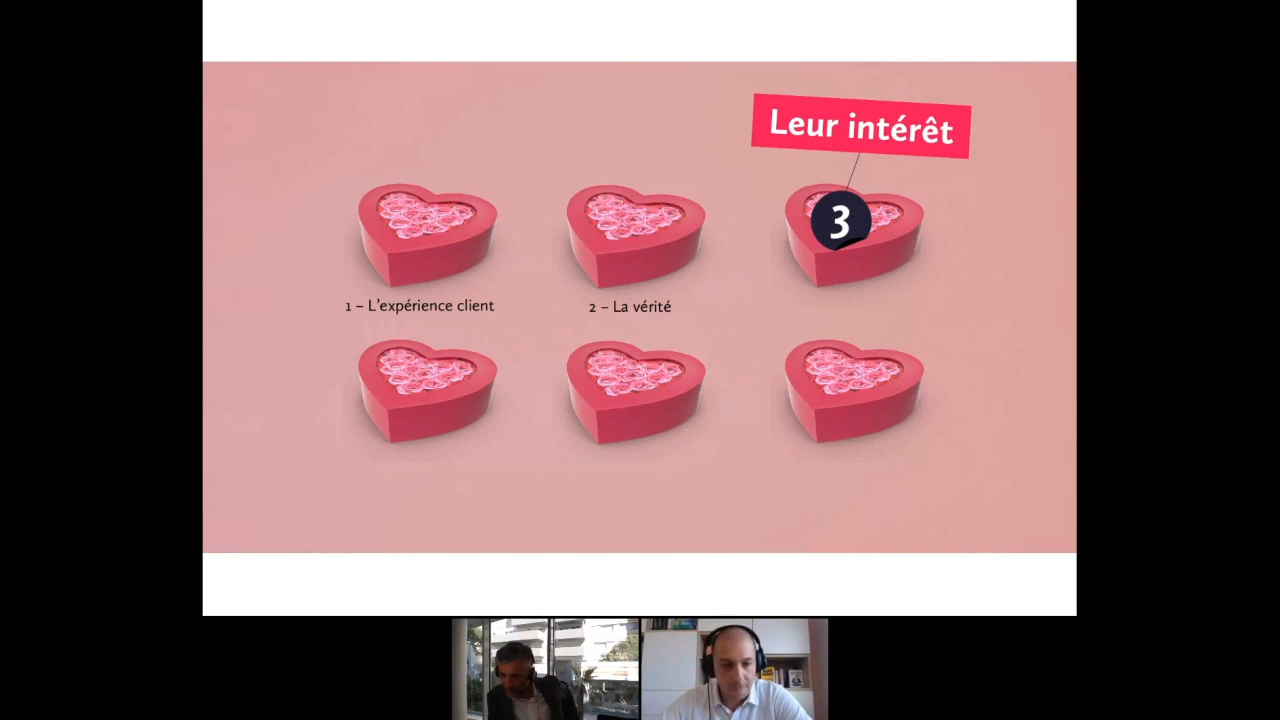 Leur intérêt
3
1 – L'expérience client
2 – La vérité